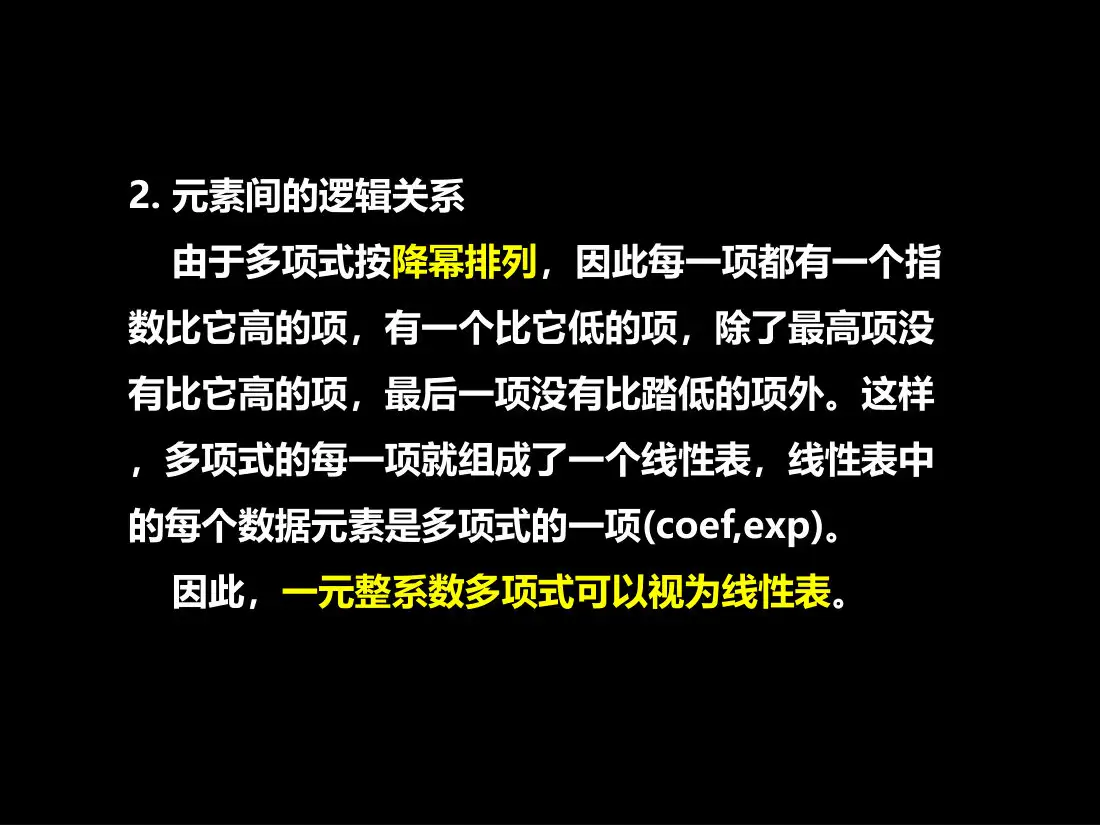 2. 元素间的逻辑关系
由于多项式按降幂排列，因此每一项都有一个指
数比它高的项，有一个比它低的项，除了最高项没
有比它高的项，最后一项没有比踏低的项外。这样
，多项式的每一项就组成了一个线性表，线性表中
的每个数据元素是多项式的一项(coef,exp)。
因此，一元整系数多项式可以视为线性表。